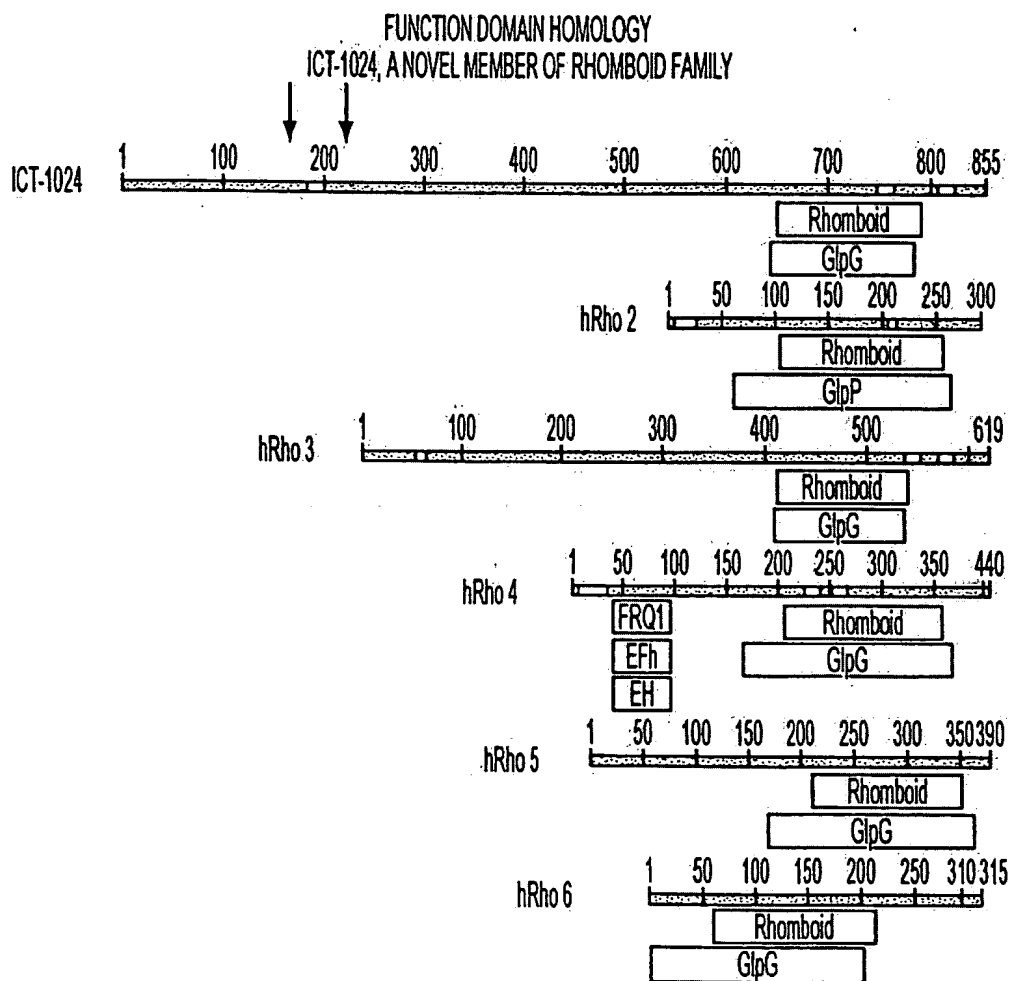 FUNCTION DOMAIN HOMOLOGY
ICT-1024, A NOVEL MEMBER OF RHOMBOID FAMILY
1 100 200 300 400 500 600 700 800 855
ICT-1024
Rhomboid
GlpG
1 50 100 150 200 250 300
hRho 2
Rhomboid
GlpP
1 100 200 300 400 500 619
hRho 3
Rhomboid
GlpG
1 50 100 150 200 250 300 350 440
hRho 4
FRQ1 Rhomboid
EFh GlpG
EH
1 50 100 150 200 250 300 350 390
hRho 5
Rhomboid
GlpG
1 50 100 150 200 250 310 315
hRho 6
Rhomboid
GlpG